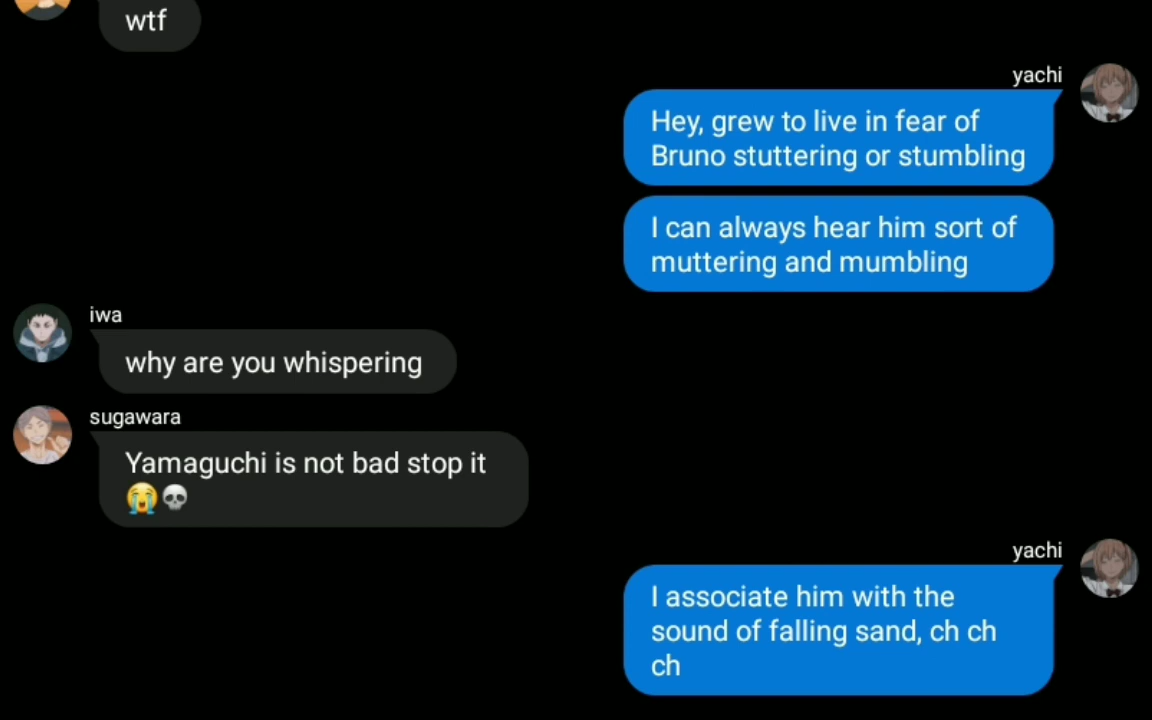 wtf
yachi
Hey, grew to live in fear of
Bruno stuttering or stumbling
I can always hear him sort of
muttering and mumbling
iwa
why are you whispering
sugawara
Yamaguchi is not bad stop it
😭💀
yachi
I associate him with the
sound of falling sand, ch ch
ch